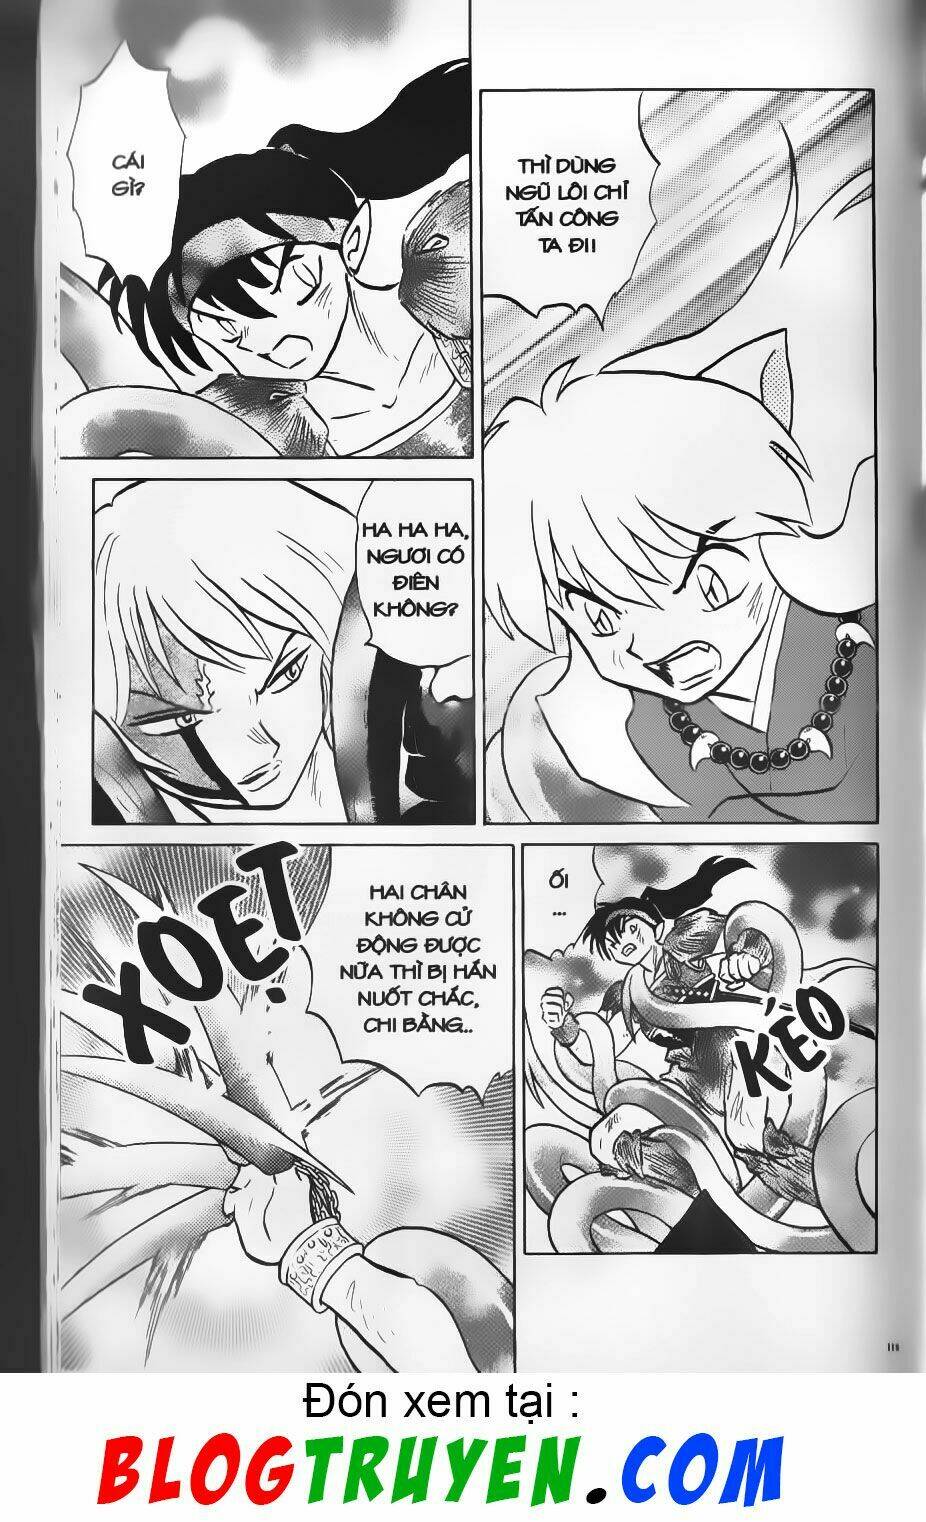 THÌ DÙNG
NGŨ LÔI CHỈ
TẤN CÔNG
TA ĐI!
CÁI
GÌ?
HA HA HA,
NGƯƠI CÓ
ĐIÊN
KHÔNG?
ỐI
...
KÉO
HAI CHÂN
KHÔNG CỬ
ĐỘNG ĐƯỢC
NỮA THÌ BỊ HẮN
NUỐT CHẮC,
CHI BẰNG..
XOẸT
Đón xem tại :
BLOGTRUYEN.COM